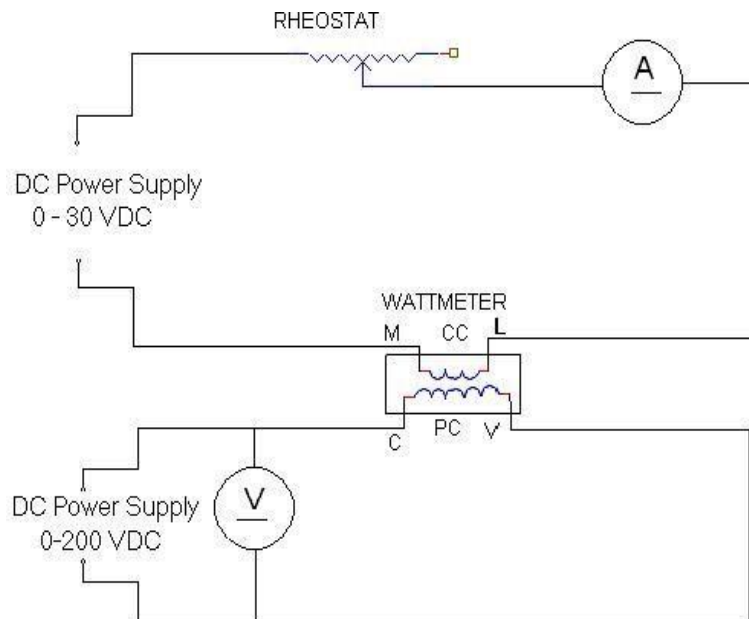 RHEOSTAT
A
DC Power Supply
0 - 30 VDC
WATTMETER
M CC L
C PC V
V
DC Power Supply
0-200 VDC